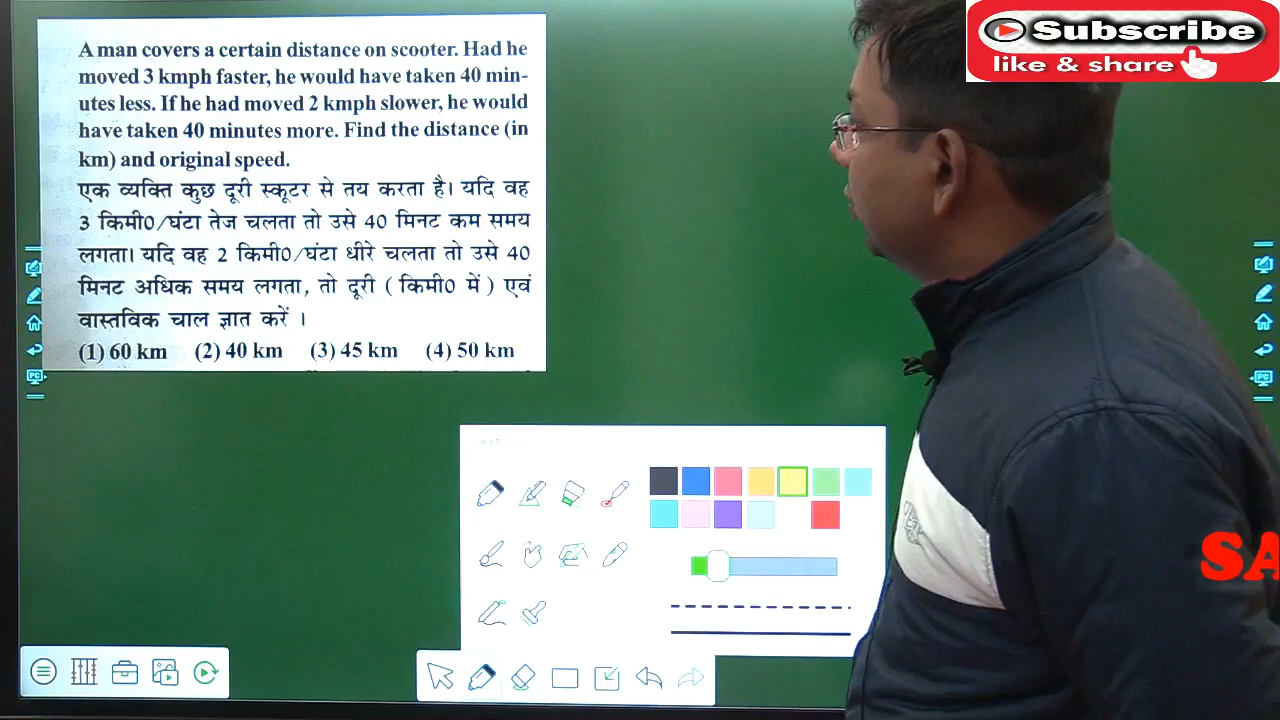 A man covers a certain distance on scooter. Had he
moved 3 kmph faster, he would have taken 40 min-
utes less. If he had moved 2 kmph slower, he would
have taken 40 minutes more. Find the distance (in
km) and original speed.
एक व्यक्ति कुछ दूरी स्कूटर से तय करता है। यदि वह
3 किमी0/घंटा तेज चलता तो उसे 40 मिनट कम समय
लगता। यदि वह 2 किमी0/घंटा धीरे चलता तो उसे 40
मिनट अधिक समय लगता, तो दूरी ( किमी0 में ) एवं
वास्तविक चाल ज्ञात करें ।
(1) 60 km (2) 40 km (3) 45 km (4) 50 km
Subscribe
like & share
PC
PC
SA